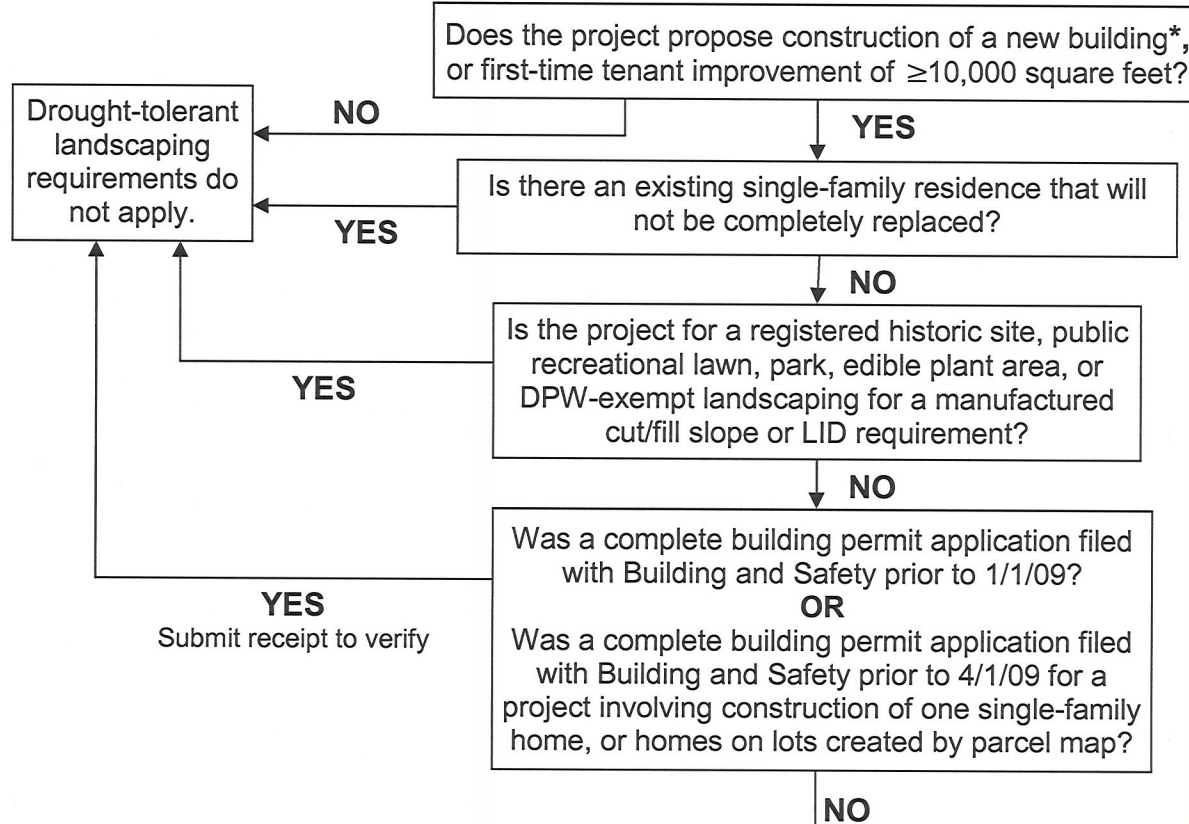 Does the project propose construction of a new building*,
or first-time tenant improvement of ≥10,000 square feet?
NO
YES
Drought-tolerant
landscaping
requirements do
not apply.
Is there an existing single-family residence that will
not be completely replaced?
YES
NO
Is the project for a registered historic site, public
recreational lawn, park, edible plant area, or
DPW-exempt landscaping for a manufactured
cut/fill slope or LID requirement?
YES
NO
Was a complete building permit application filed
with Building and Safety prior to 1/1/09?
OR
Was a complete building permit application filed
with Building and Safety prior to 4/1/09 for a
project involving construction of one single-family
home, or homes on lots created by parcel map?
YES
Submit receipt to verify
NO